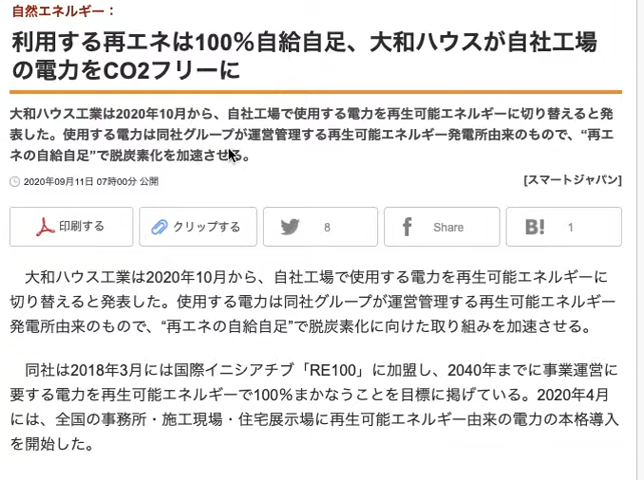 自然エネルギー：
利用する再エネは100％自給自足、大和ハウスが自社工場
の電力をCO2フリーに
大和ハウス工業は2020年10月から、自社工場で使用する電力を再生可能エネルギーに切り替えると発
表した。使用する電力は同社グループが運営管理する再生可能エネルギー発電所由来のもので、“再エ
ネの自給自足”で脱炭素化を加速させる。
2020年09月11日 07時00分 公開
[スマートジャパン]
印刷する
クリップする
8
Share
B! 1
大和ハウス工業は2020年10月から、自社工場で使用する電力を再生可能エネルギーに
切り替えると発表した。使用する電力は同社グループが運営管理する再生可能エネルギー
発電所由来のもので、“再エネの自給自足”で脱炭素化に向けた取り組みを加速させる。
同社は2018年3月には国際イニシアチブ「RE100」に加盟し、2040年までに事業運営に
要する電力を再生可能エネルギーで100％まかなうことを目標に掲げている。2020年4月
には、全国の事務所・施工現場・住宅展示場に再生可能エネルギー由来の電力の本格導入
を開始した。